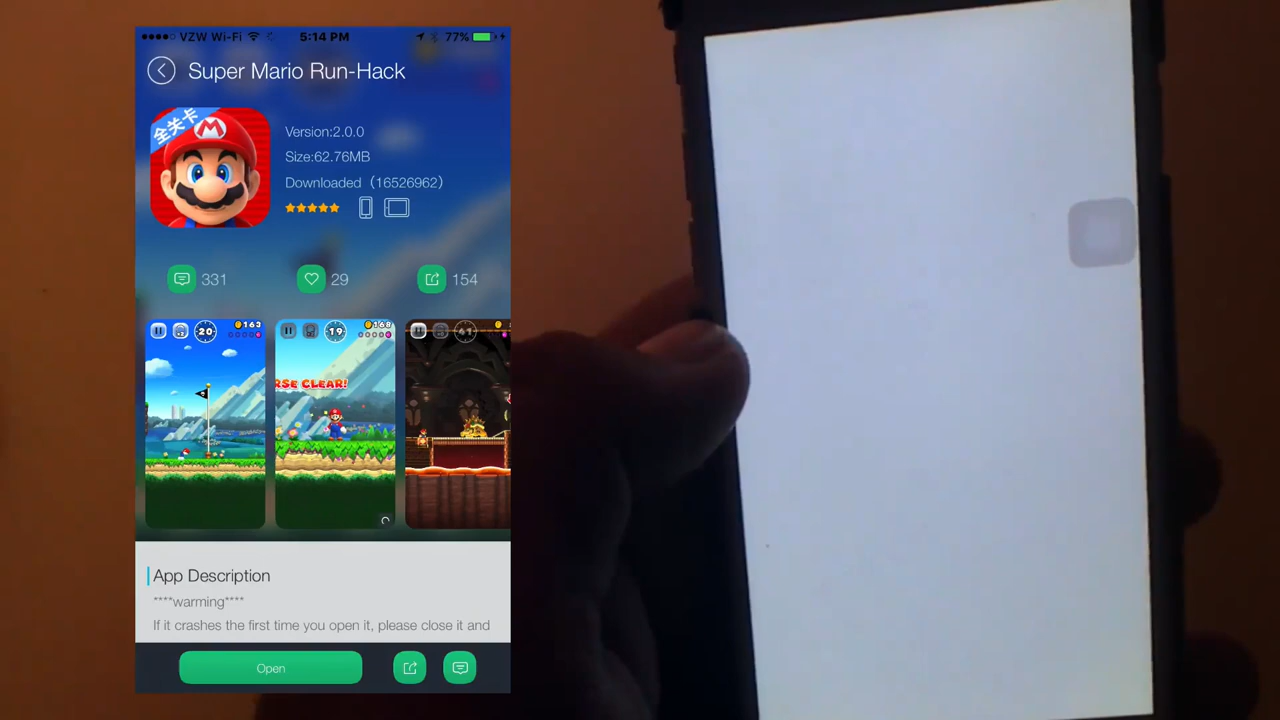 VZW Wi-Fi 5:14 PM 77%
Super Mario Run-Hack
全关卡
M
Version:2.0.0
Size:62.76MB
Downloaded（16526962）
331 29 154
20 163
19 168
41
RSE CLEAR!
App Description
****warming****
If it crashes the first time you open it, please close it and
Open